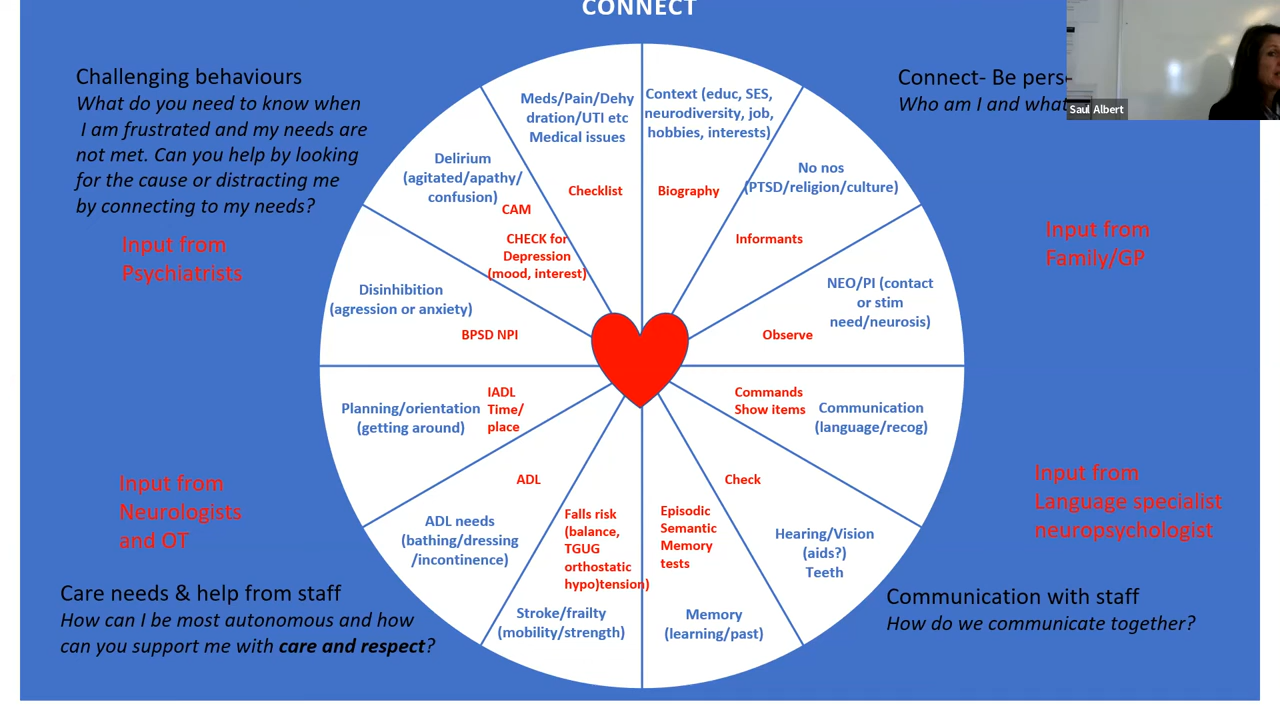 CONNECT
Challenging behaviours
What do you need to know when
I am frustrated and my needs are
not met. Can you help by looking
for the cause or distracting me
by connecting to my needs?
Input from
Psychiatrists
Connect- Be pers-
Who am I and what
Saul Albert
Input from
Family/GP
Meds/Pain/Dehy
dration/UTI etc
Medical issues
Checklist
Context (educ, SES,
neurodiversity, job,
hobbies, interests)
Biography
Delirium
(agitated/apathy/
confusion)
CAM
CHECK for
Depression
(mood, interest)
No nos
(PTSD/religion/culture)
Informants
Disinhibition
(agression or anxiety)
BPSD NPI
NEO/PI (contact
or stim
need/neurosis)
Observe
Planning/orientation
(getting around)
IADL
Time/
place
Commands
Show items
Communication
(language/recog)
ADL
ADL needs
(bathing/dressing
/incontinence)
Check
Hearing/Vision
(aids?)
Teeth
Falls risk
(balance,
TGUG
orthostatic
hypo)tension)
Stroke/frailty
(mobility/strength)
Episodic
Semantic
Memory
tests
Memory
(learning/past)
Input from
Neurologists
and OT
Care needs & help from staff
How can I be most autonomous and how
can you support me with care and respect?
Input from
Language specialist
neuropsychologist
Communication with staff
How do we communicate together?